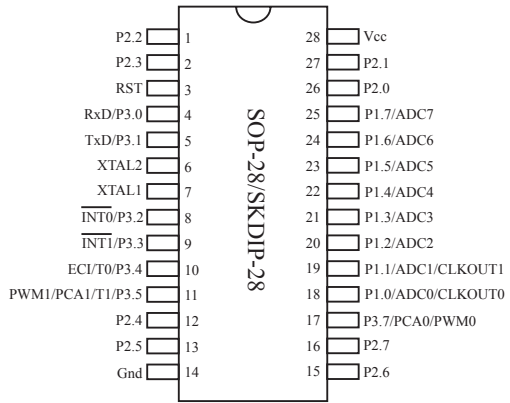 P2.2 1 28 Vcc
P2.3 2 27 P2.1
RST 3 26 P2.0
RxD/P3.0 4 25 P1.7/ADC7
TxD/P3.1 5 24 P1.6/ADC6
XTAL2 6 23 P1.5/ADC5
XTAL1 7 22 P1.4/ADC4
INT0/P3.2 8 21 P1.3/ADC3
INT1/P3.3 9 20 P1.2/ADC2
ECI/T0/P3.4 10 19 P1.1/ADC1/CLKOUT1
PWM1/PCA1/T1/P3.5 11 18 P1.0/ADC0/CLKOUT0
P2.4 12 17 P3.7/PCA0/PWM0
P2.5 13 16 P2.7
Gnd 14 15 P2.6
SOP-28/SKDIP-28